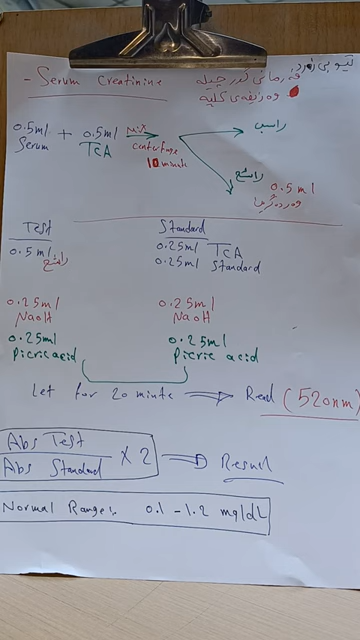 - Serum Creatinine
0.5ml + 0.5ml mix راسب
Serum TCA centerfuge
10 minute
راشح
0.5 ml
Test Standard
0.5ml راشح 0.25ml TCA
0.25ml Standard
0.25ml 0.25ml
NaoH NaoH
0.25ml 0.25ml
Picric acid Picric acid
Let for 20 minute Read (520nm)
Abs Test
Abs Standard × 2 Result
Normal Range: 0.1 - 1.2 mg/dL